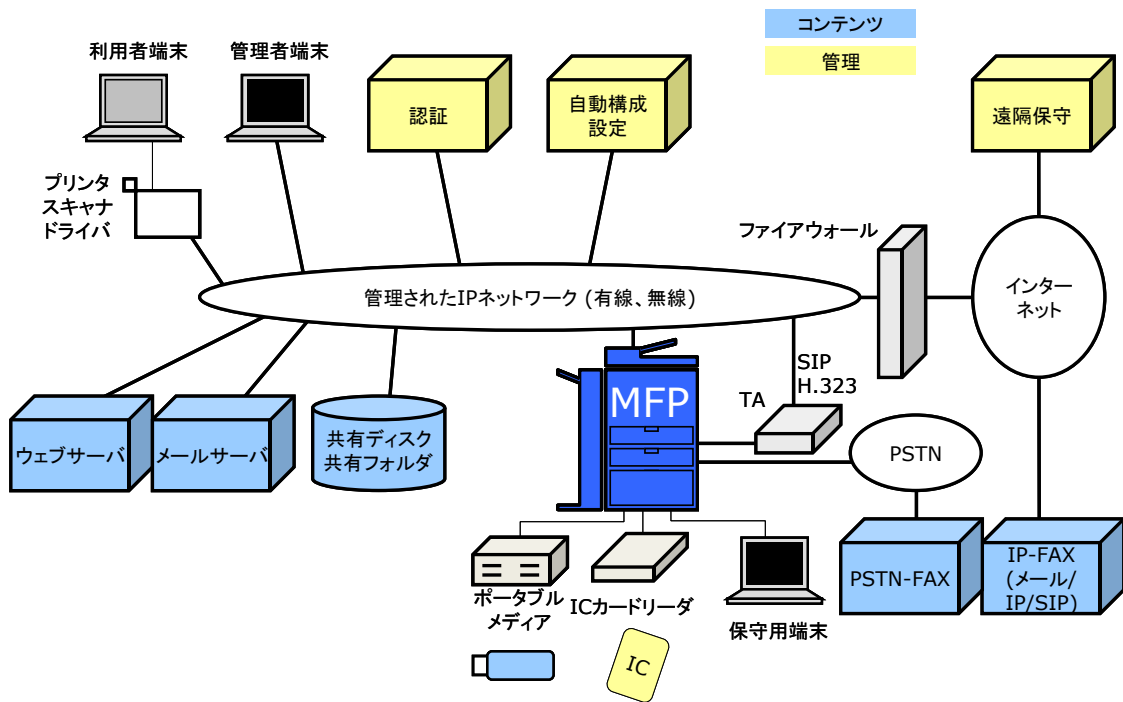 コンテンツ
管理
利用者端末
管理者端末
認証
自動構成
設定
遠隔保守
プリンタ
スキャナ
ドライバ
ファイアウォール
管理されたIPネットワーク (有線、無線)
インター
ネット
SIP
H.323
TA
MFP
ウェブサーバ
メールサーバ
共有ディスク
共有フォルダ
PSTN
PSTN-FAX
IP-FAX
(メール/
IP/SIP)
ポータブル
メディア
ICカードリーダ
保守用端末
IC